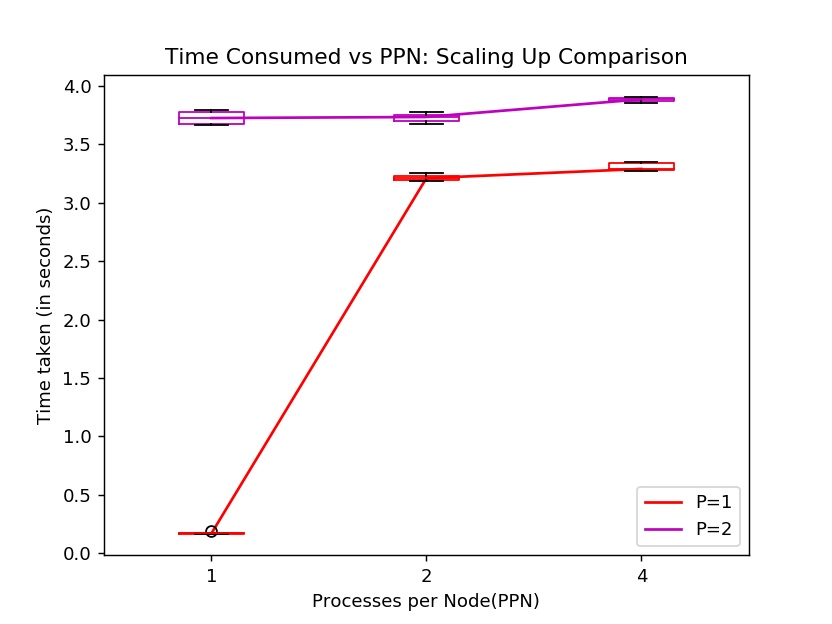 Time Consumed vs PPN: Scaling Up Comparison
4.0
3.5
3.0
2.5
2.0
1.5
1.0
0.5
0.0
Time taken (in seconds)
P=1
P=2
1 2 4
Processes per Node(PPN)